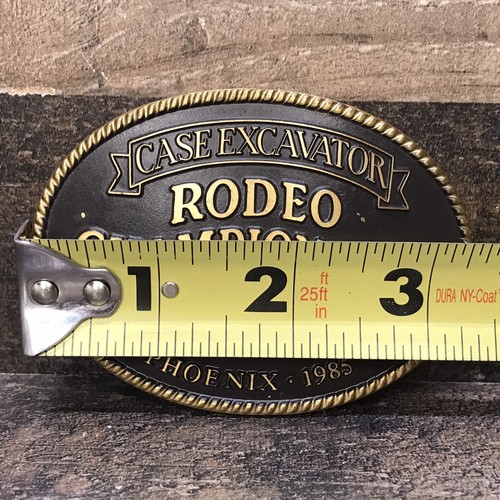 CASE EXCAVATOR
RODEO
1 2 ft 3
25ft DURA NY-Coat
in
PHOENIX · 1985